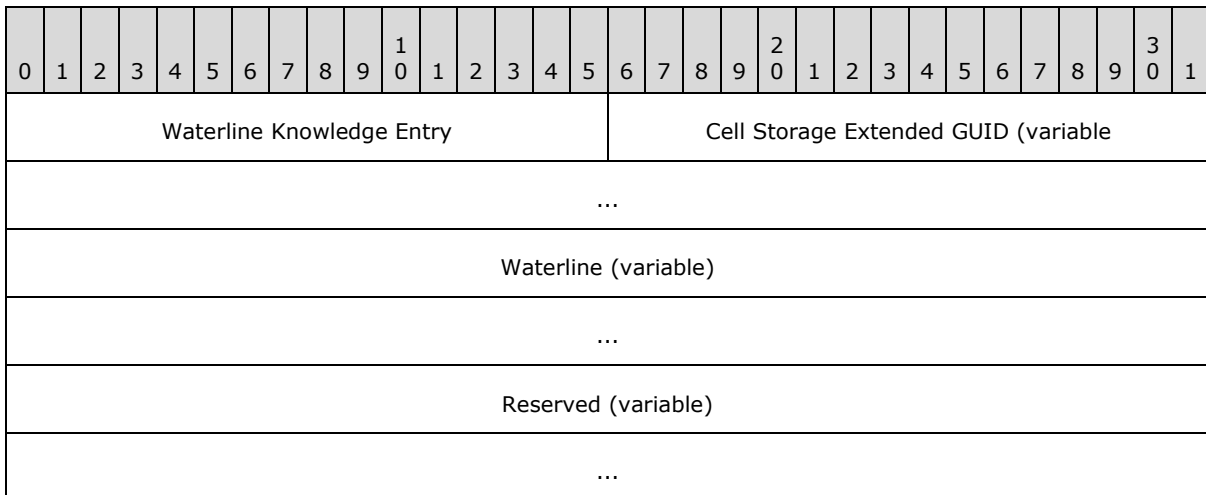 1 2 3
0 1 2 3 4 5 6 7 8 9 0 1 2 3 4 5 6 7 8 9 0 1 2 3 4 5 6 7 8 9 0 1
Waterline Knowledge Entry Cell Storage Extended GUID (variable
...
Waterline (variable)
...
Reserved (variable)
...